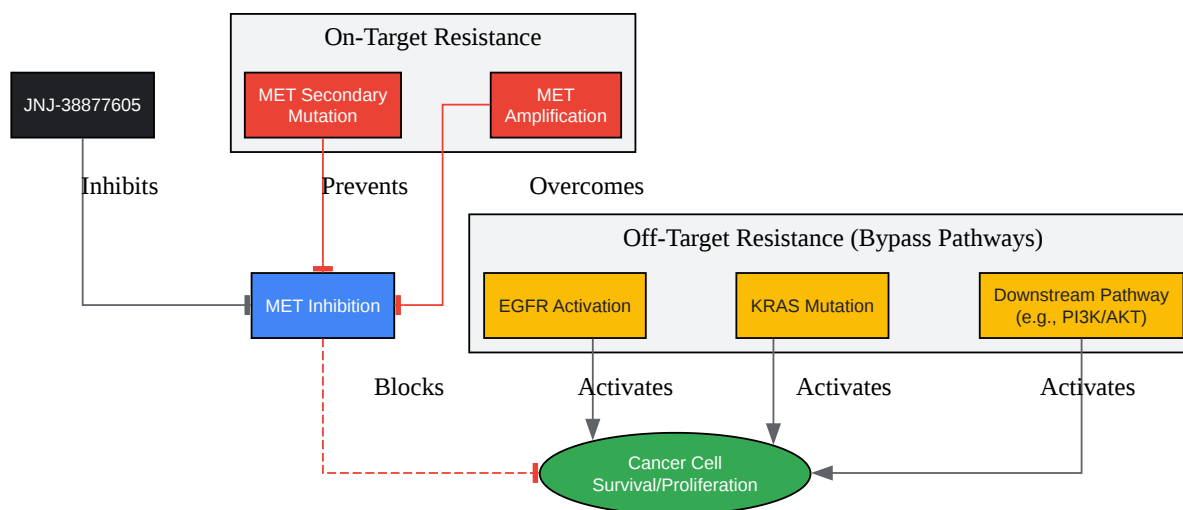 On-Target Resistance
JNJ-38877605
MET Secondary
Mutation
MET
Amplification
Inhibits
Prevents
Overcomes
Off-Target Resistance (Bypass Pathways)
MET Inhibition
EGFR Activation
KRAS Mutation
Downstream Pathway
(e.g., PI3K/AKT)
Blocks
Activates
Activates
Activates
Cancer Cell
Survival/Proliferation